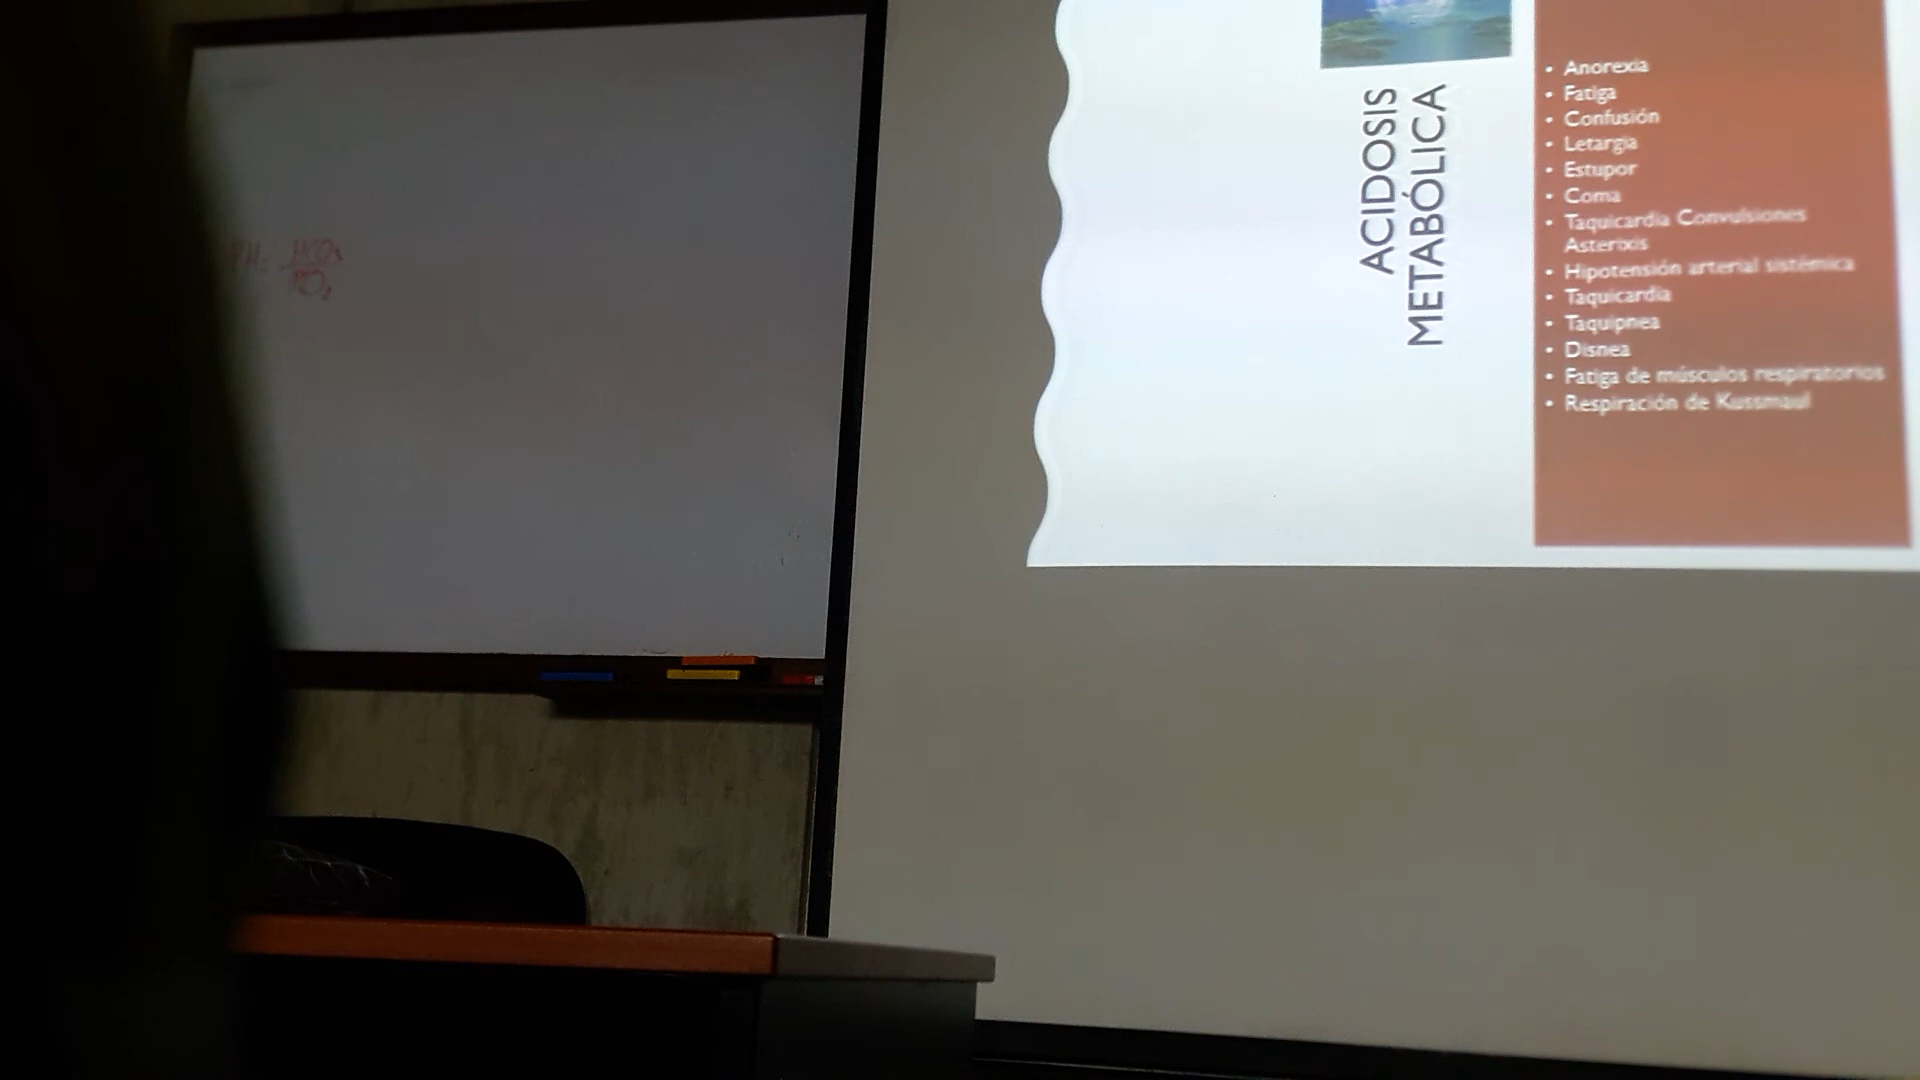 ACIDOSIS
METABÓLICA
• Anorexia
• Fatiga
• Confusión
• Letargia
• Estupor
• Coma
• Taquicardia Convulsiones
Asterixis
• Hipotensión arterial sistémica
• Taquicardia
• Taquipnea
• Disnea
• Fatiga de músculos respiratorios
• Respiración de Kussmaul